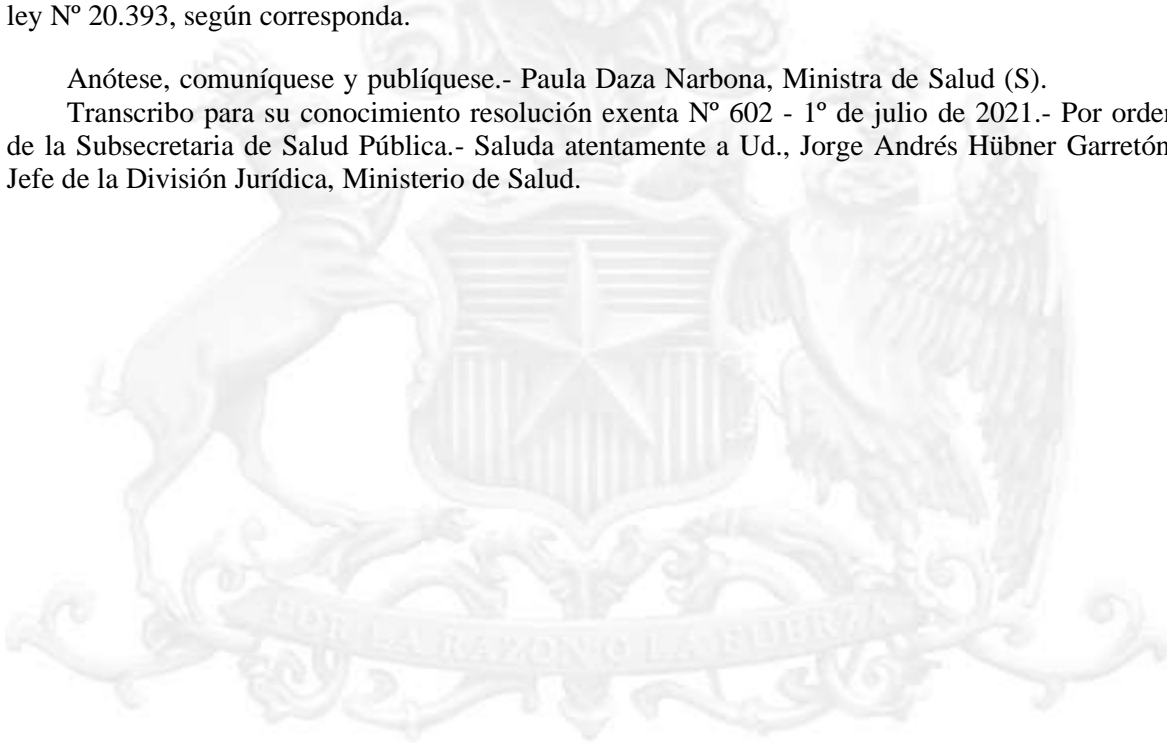 ley Nº 20.393, según corresponda.
Anótese, comuníquese y publíquese.- Paula Daza Narbona, Ministra de Salud (S).
Transcribo para su conocimiento resolución exenta Nº 602 - 1º de julio de 2021.- Por orden
de la Subsecretaria de Salud Pública.- Saluda atentamente a Ud., Jorge Andrés Hübner Garretón
Jefe de la División Jurídica, Ministerio de Salud.
POR LA RAZON O LA FUERZA